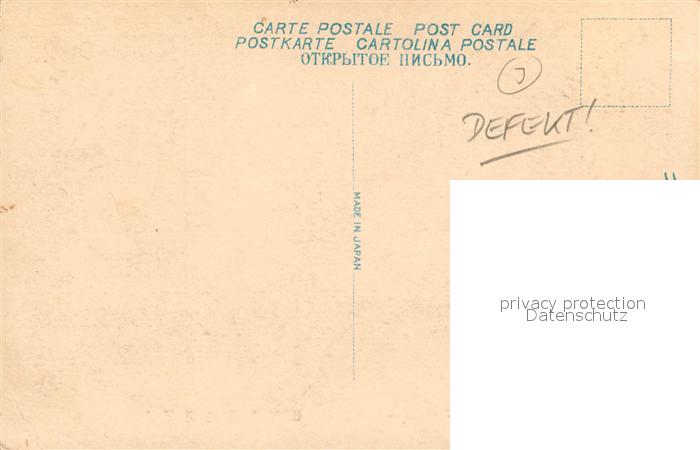 CARTE POSTALE POST CARD
POSTKARTE CARTOLINA POSTALE
ОТКРЫТОЕ ПИСЬМО.
J
DEFEKT!
MADE IN JAPAN
privacy protection
Datenschutz